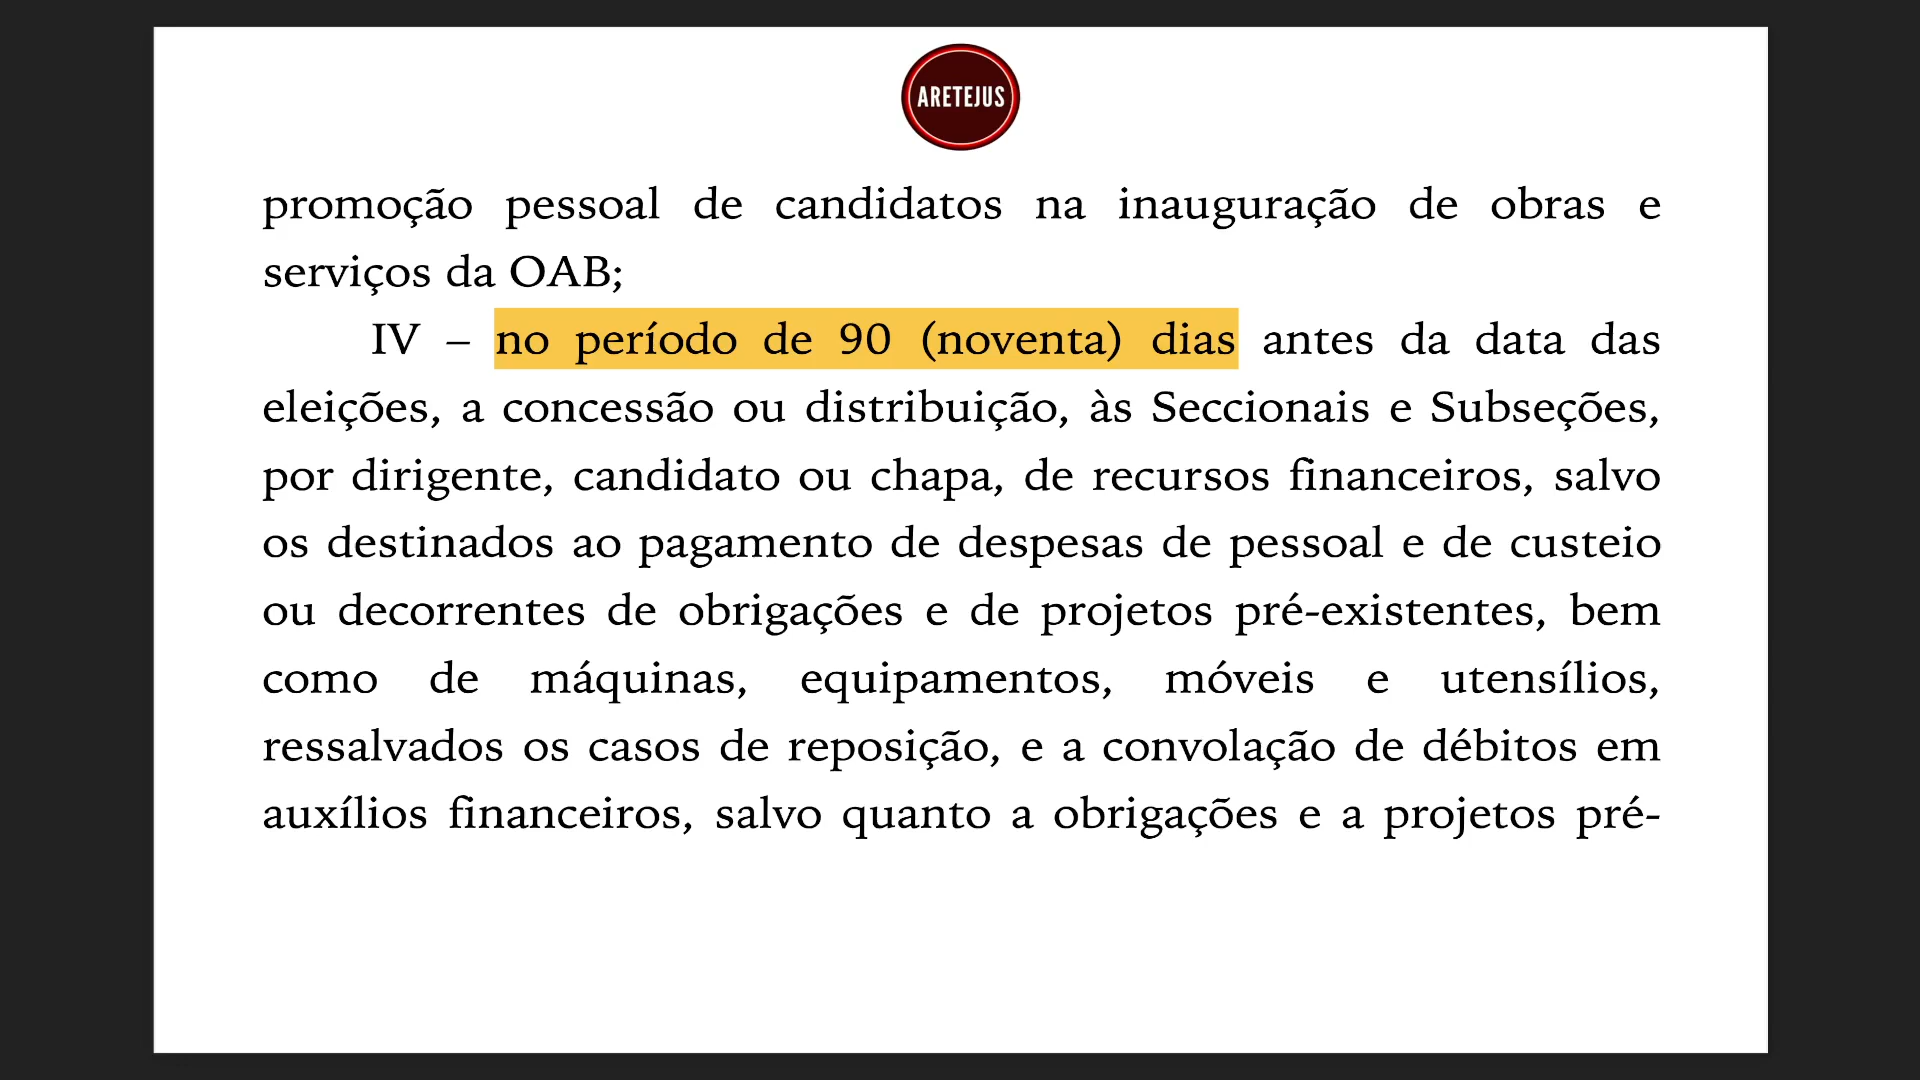 ARETEJUS
promoção pessoal de candidatos na inauguração de obras e
serviços da OAB;
IV – no período de 90 (noventa) dias antes da data das
eleições, a concessão ou distribuição, às Seccionais e Subseções,
por dirigente, candidato ou chapa, de recursos financeiros, salvo
os destinados ao pagamento de despesas de pessoal e de custeio
ou decorrentes de obrigações e de projetos pré-existentes, bem
como de máquinas, equipamentos, móveis e utensílios,
ressalvados os casos de reposição, e a convolação de débitos em
auxílios financeiros, salvo quanto a obrigações e a projetos pré-